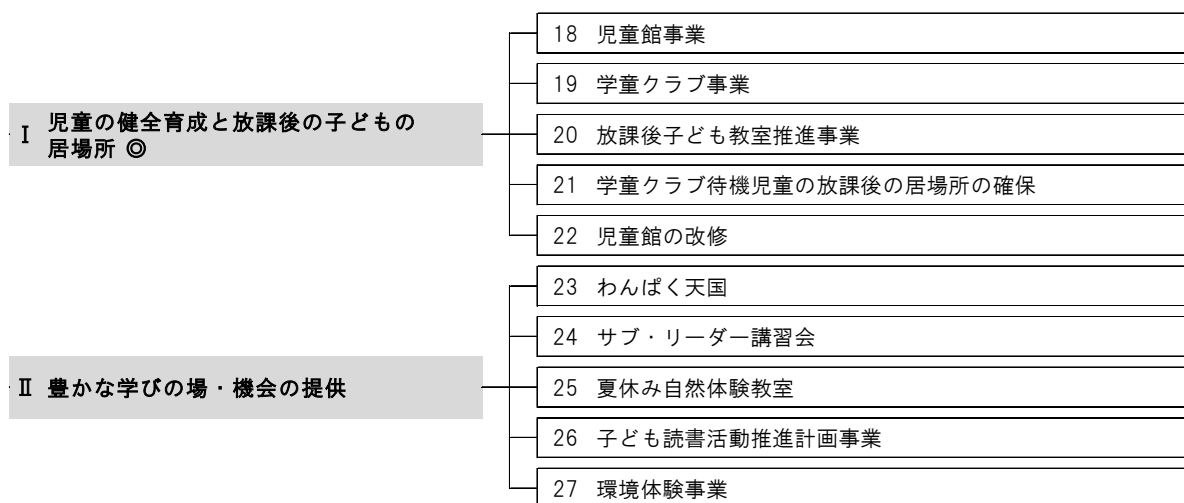 18 児童館事業
19 学童クラブ事業
Ⅰ 児童の健全育成と放課後の子どもの
居場所 ◎
20 放課後子ども教室推進事業
21 学童クラブ待機児童の放課後の居場所の確保
22 児童館の改修
23 わんぱく天国
24 サブ・リーダー講習会
Ⅱ 豊かな学びの場・機会の提供
25 夏休み自然体験教室
26 子ども読書活動推進計画事業
27 環境体験事業